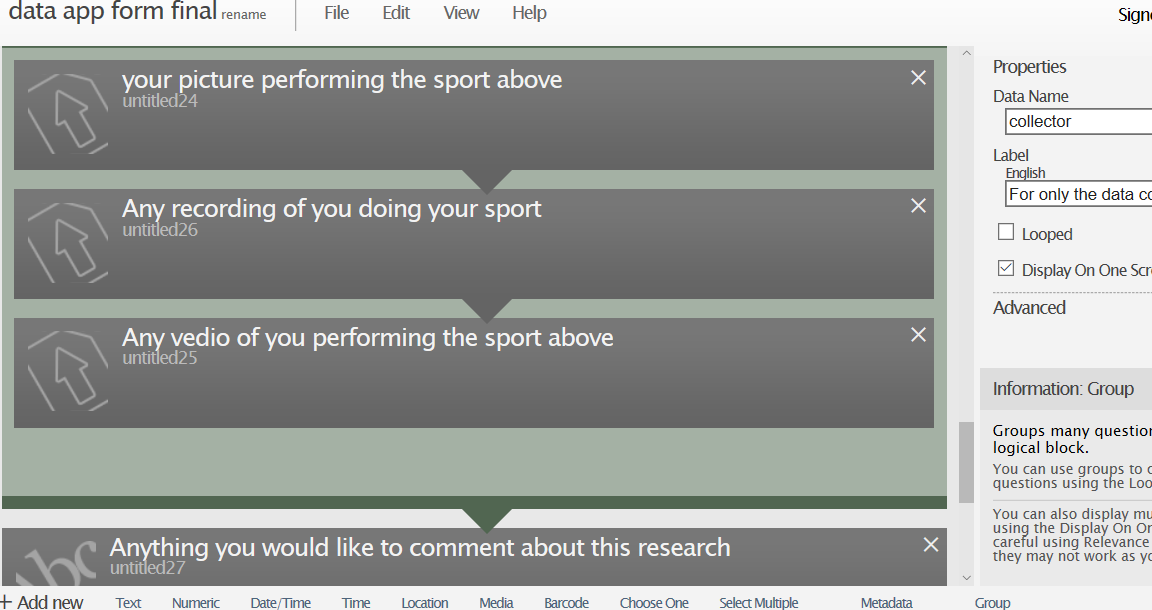 data app form final rename
File Edit View Help
Signe
your picture performing the sport above
untitled24
Any recording of you doing your sport
untitled26
Any vedio of you performing the sport above
untitled25
Anything you would like to comment about this research
untitled27
abc
+ Add new Text Numeric Date/Time Time Location Media Barcode Choose One Select Multiple Metadata Group
Properties
Data Name
collector
Label
English
For only the data co
Looped
Display On One Scre
Advanced
Information: Group
Groups many question
logical block.
You can use groups to c
questions using the Loo
You can also display mu
using the Display On On
careful using Relevance
they may not work as yo